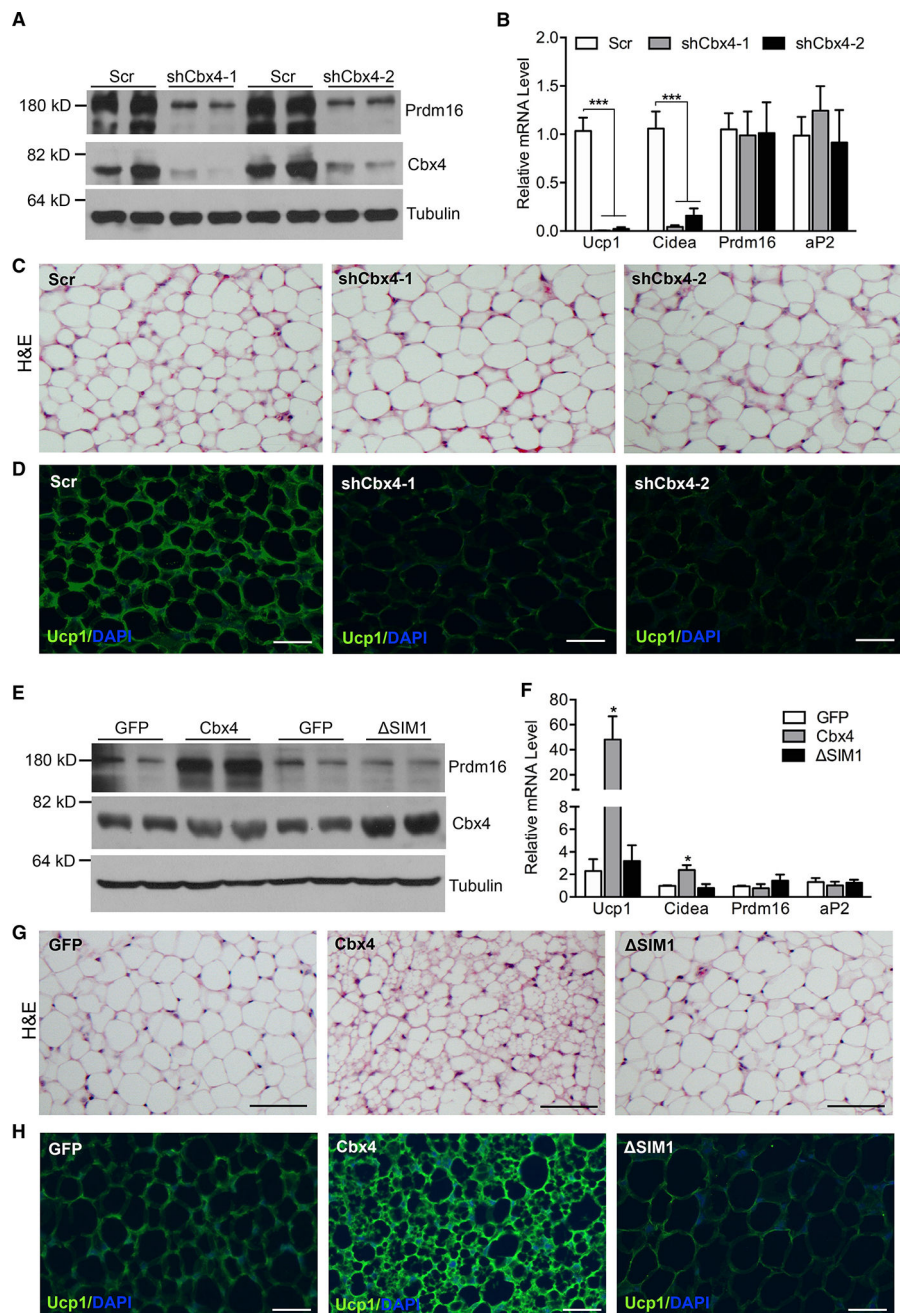 A
Scr shCbx4-1 Scr shCbx4-2
180 kD
Prdm16
82 kD
Cbx4
64 kD
Tubulin
B
Scr shCbx4-1 shCbx4-2
Relative mRNA Level
2.0
1.5
1.0
0.5
0.0
*** ***
Ucp1 Cidea Prdm16 aP2
C
H&E
Scr
shCbx4-1
shCbx4-2
D
Scr
shCbx4-1
shCbx4-2
Ucp1/DAPI
Ucp1/DAPI
Ucp1/DAPI
E
GFP Cbx4 GFP ΔSIM1
180 kD
Prdm16
82 kD
Cbx4
64 kD
Tubulin
F
GFP
Cbx4
ΔSIM1
Relative mRNA Level
80
60
40
20
8
6
4
2
0
*
*
Ucp1 Cidea Prdm16 aP2
G
H&E
GFP
Cbx4
ΔSIM1
H
GFP
Cbx4
ΔSIM1
Ucp1/DAPI
Ucp1/DAPI
Ucp1/DAPI